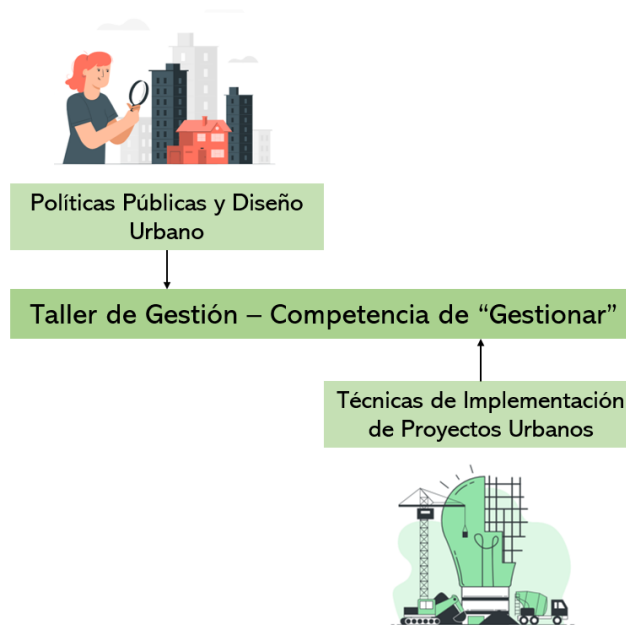 Políticas Públicas y Diseño
Urbano
Taller de Gestión – Competencia de “Gestionar”
Técnicas de Implementación
de Proyectos Urbanos